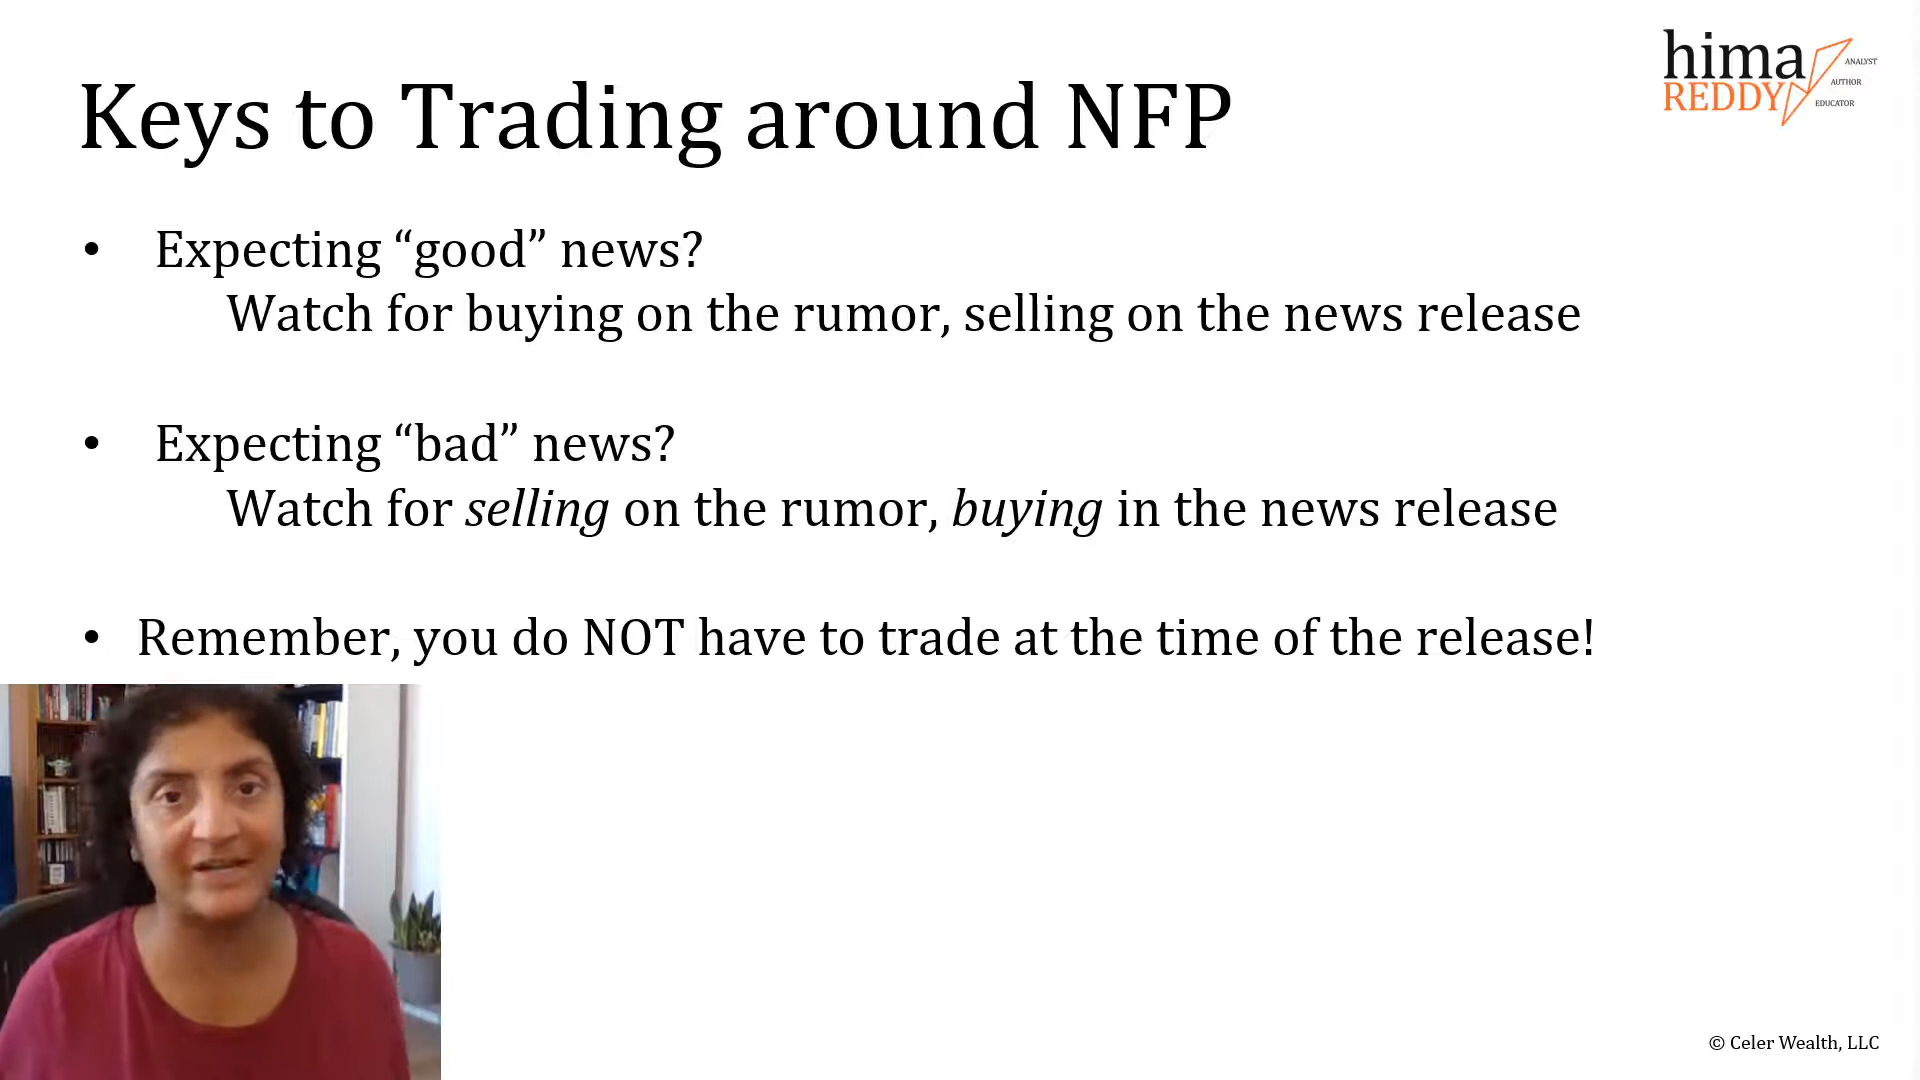 hima
REDDY
ANALYST
AUTHOR
EDUCATOR
Keys to Trading around NFP
• Expecting “good” news?
Watch for buying on the rumor, selling on the news release
• Expecting “bad” news?
Watch for selling on the rumor, buying in the news release
• Remember, you do NOT have to trade at the time of the release!
© Celer Wealth, LLC